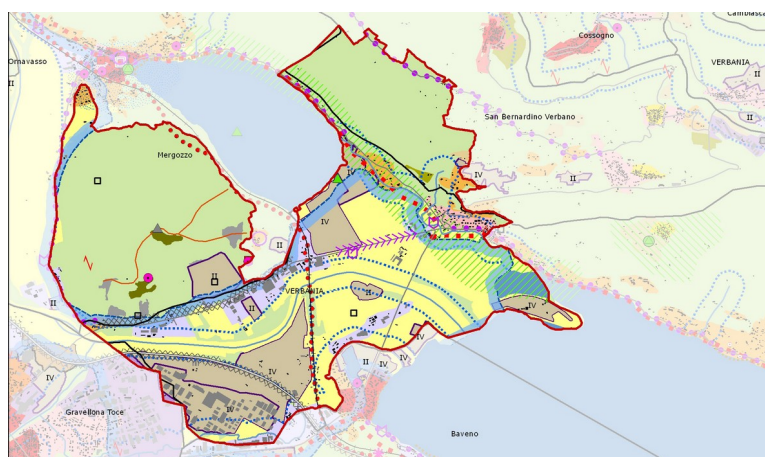 Cambiasca
Cossogno
Ornavasso
VERBANIA
II
II
San Bernardino Verbano
II
Mergozzo
IV
IV
II
IV
II
II
II
VERBANIA
II
II
IV
IV
IV
II
IV
IV
IV
Gravellona Toce
IV
Baveno